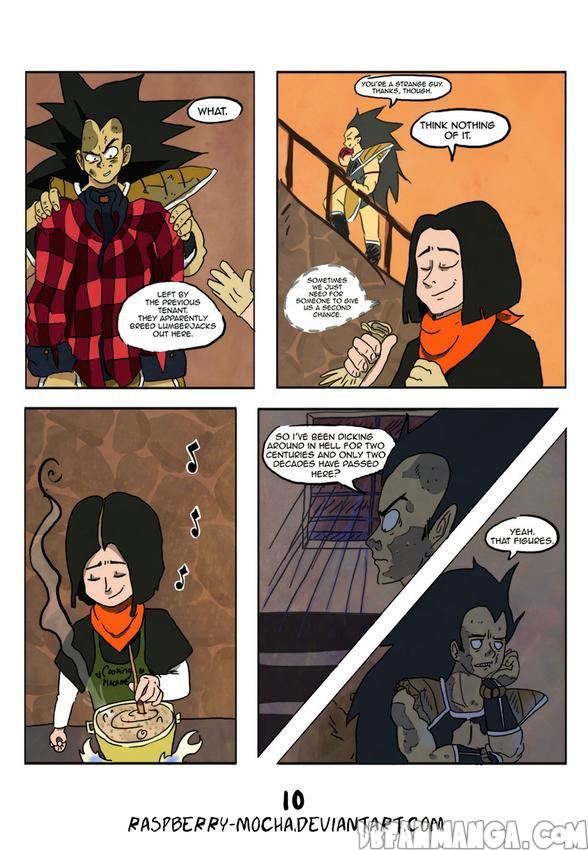 WHAT.
LEFT BY
THE PREVIOUS
TENANT.
THEY APPARENTLY
BREED LUMBERJACKS
OUT HERE.
YOU'RE A STRANGE GUY.
THANKS, THOUGH.
THINK NOTHING
OF IT.
SOMETIMES
WE JUST
NEED FOR
SOMEONE TO GIVE
US A SECOND
CHANCE.
Cooking
MACHINE
SO I'VE BEEN DICKING
AROUND IN HELL FOR TWO
CENTURIES AND ONLY TWO
DECADES HAVE PASSED
HERE?
YEAH.
THAT FIGURES.
10
RASPBERRY-MOCHA.DEVIANTART.COM
DBFANMANGA.COM